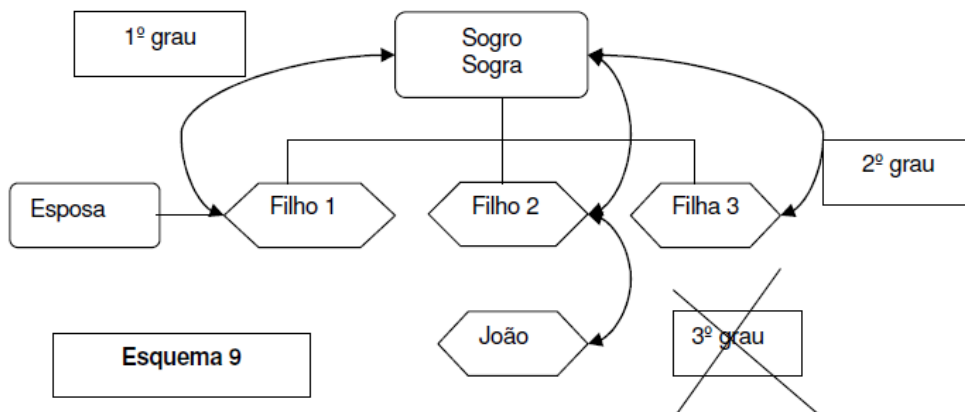 1º grau
Sogro
Sogra
2º grau
Esposa
Filho 1
Filho 2
Filha 3
João
3º grau
Esquema 9